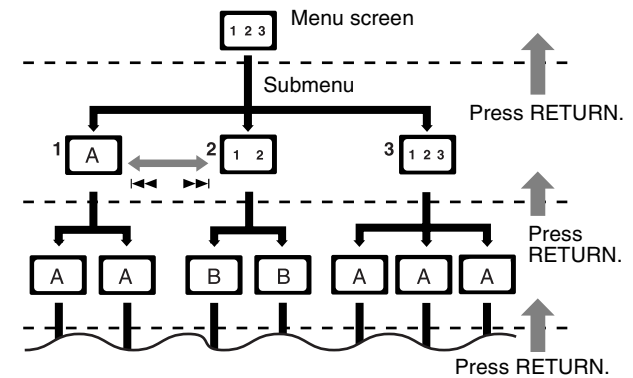 1 2 3
Menu screen
Submenu
Press RETURN.
1
A
2
1 2
3
1 2 3
Press
RETURN.
A
A
B
B
A
A
A
Press RETURN.